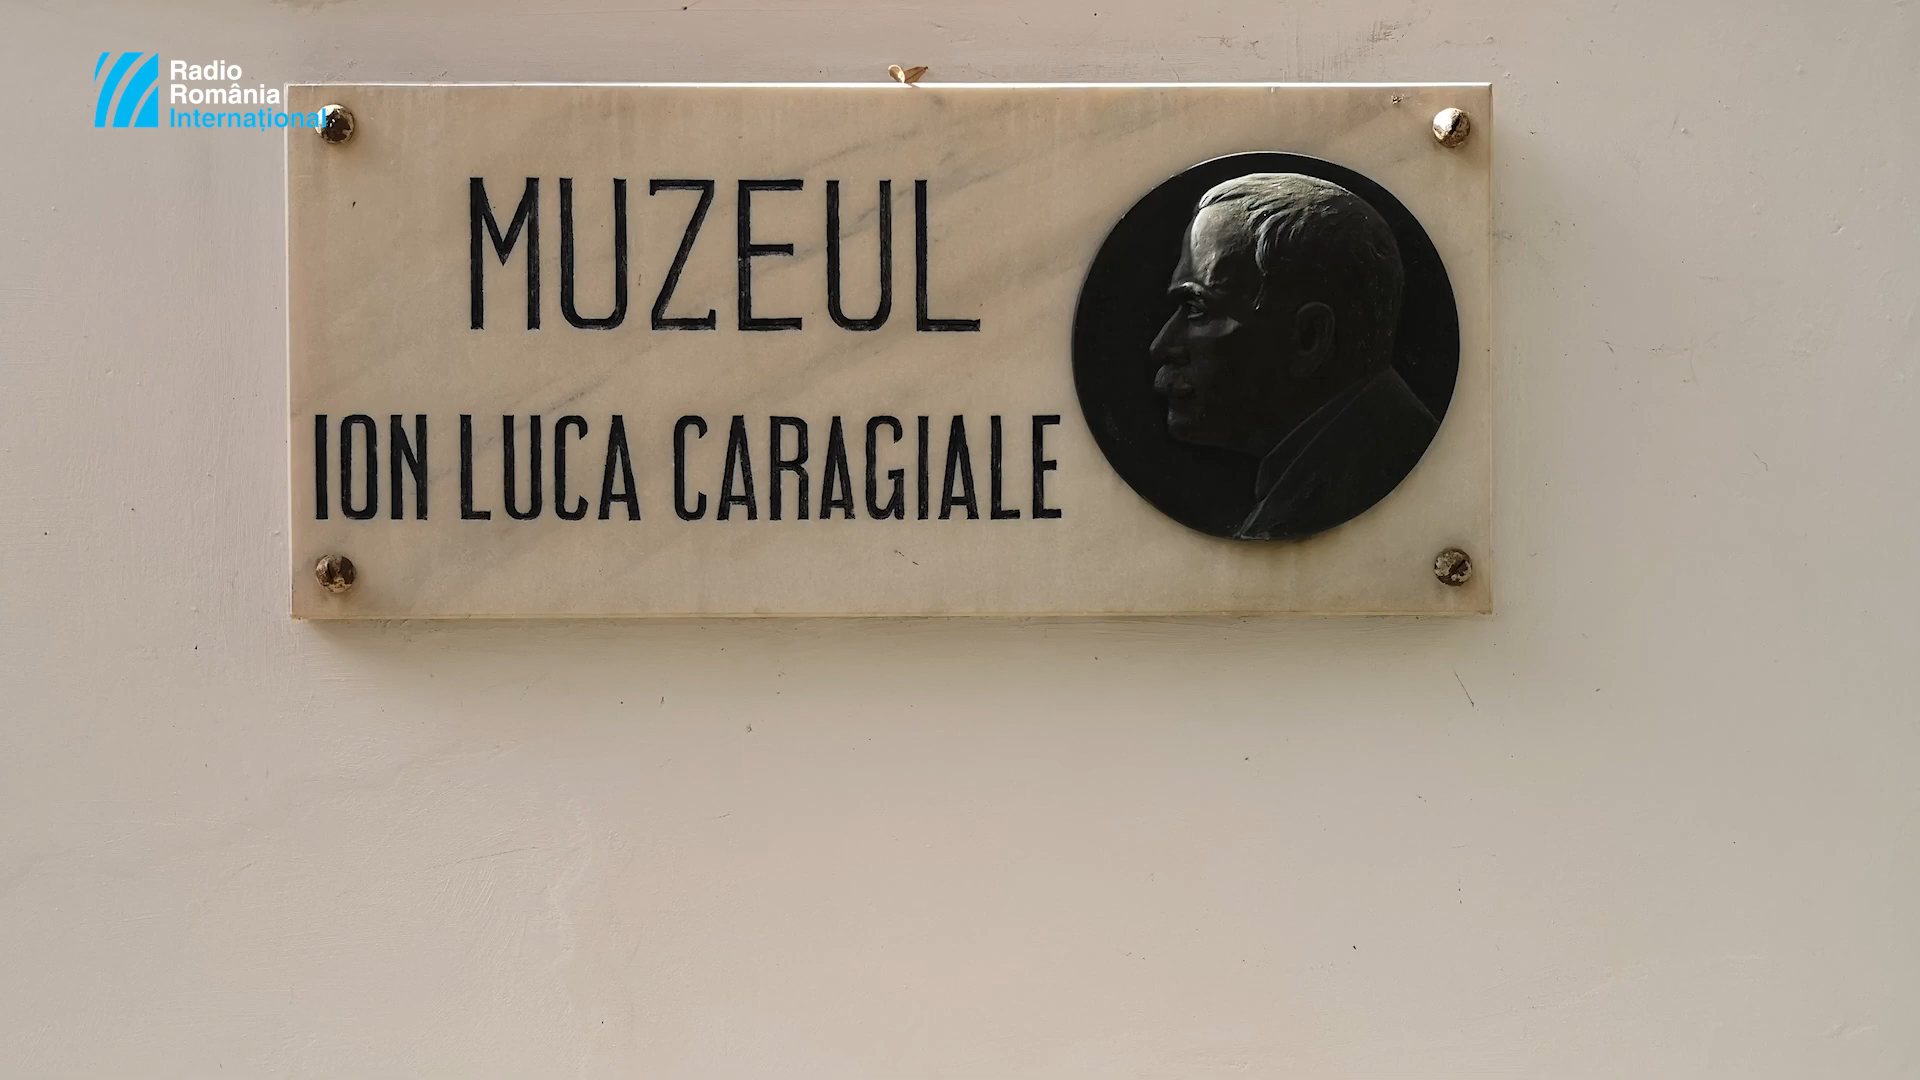 Radio
România
Internațional
MUZEUL
ION LUCA CARAGIALE